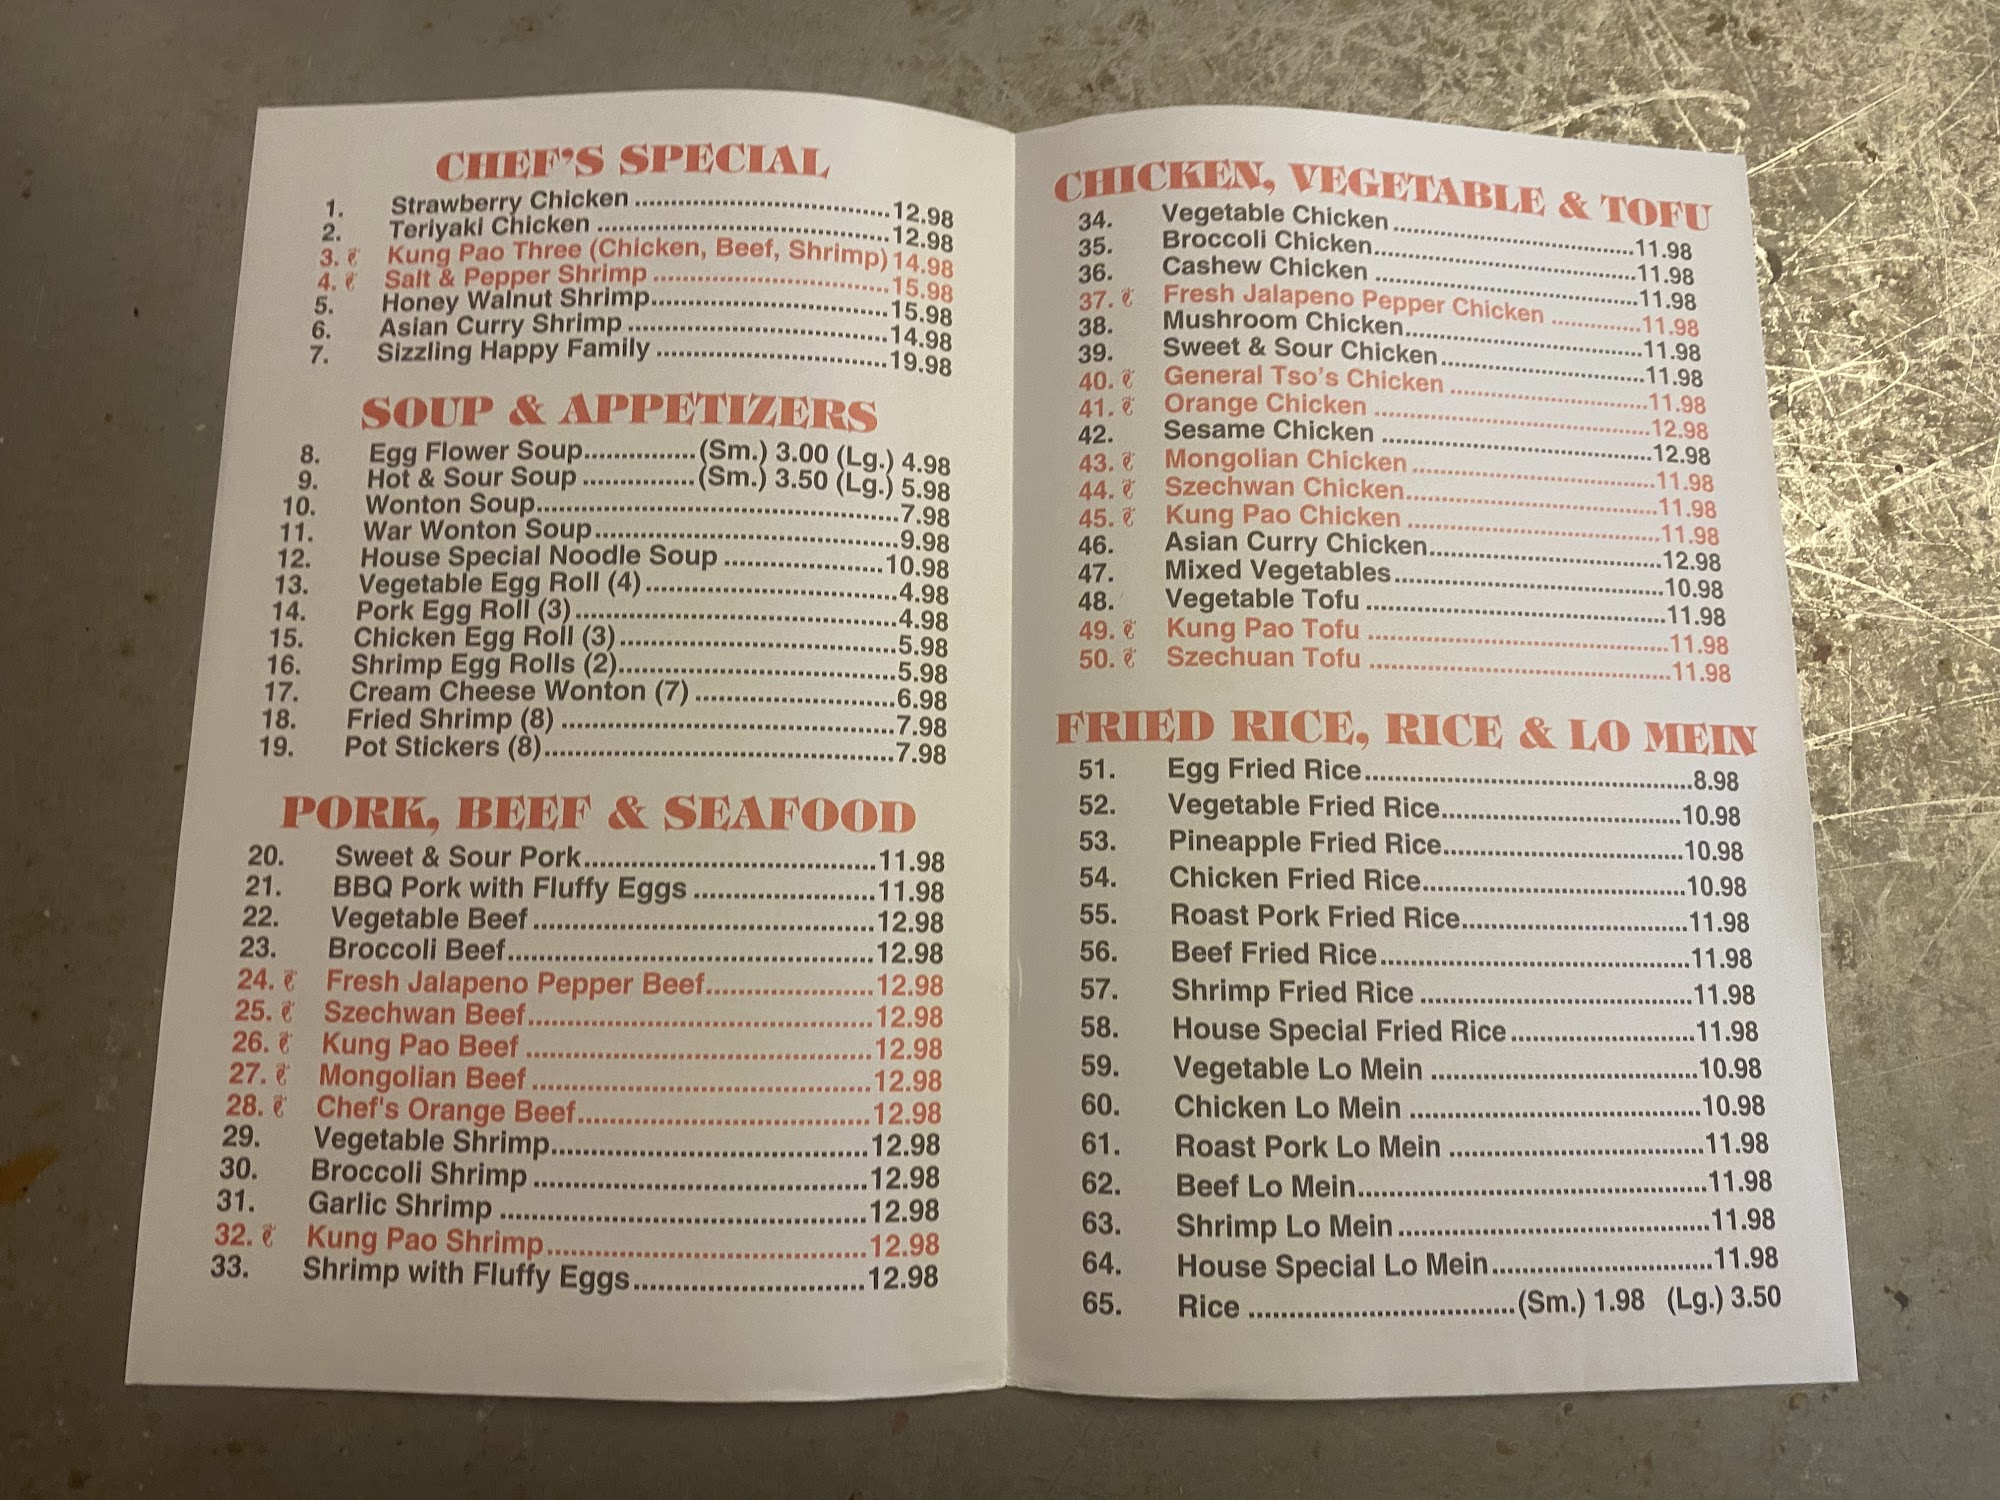 CHEF'S SPECIAL
1. Strawberry Chicken ................................ 12.98
2. Teriyaki Chicken ................................ 12.98
3. Kung Pao Three (Chicken, Beef, Shrimp) 14.98
4. Salt & Pepper Shrimp ................................ 15.98
5. Honey Walnut Shrimp ................................ 15.98
6. Asian Curry Shrimp ................................ 14.98
7. Sizzling Happy Family ................................ 19.98
SOUP & APPETIZERS
8. Egg Flower Soup ................ (Sm.) 3.00 (Lg.) 4.98
9. Hot & Sour Soup ................ (Sm.) 3.50 (Lg.) 5.98
10. Wonton Soup ................................ 7.98
11. War Wonton Soup ................................ 9.98
12. House Special Noodle Soup ................................ 10.98
13. Vegetable Egg Roll (4) ................................ 4.98
14. Pork Egg Roll (3) ................................ 4.98
15. Chicken Egg Roll (3) ................................ 5.98
16. Shrimp Egg Rolls (2) ................................ 5.98
17. Cream Cheese Wonton (7) ................................ 6.98
18. Fried Shrimp (8) ................................ 7.98
19. Pot Stickers (8) ................................ 7.98
PORK, BEEF & SEAFOOD
20. Sweet & Sour Pork ................................ 11.98
21. BBQ Pork with Fluffy Eggs ................................ 11.98
22. Vegetable Beef ................................ 12.98
23. Broccoli Beef ................................ 12.98
24. Fresh Jalapeno Pepper Beef ................................ 12.98
25. Szechwan Beef ................................ 12.98
26. Kung Pao Beef ................................ 12.98
27. Mongolian Beef ................................ 12.98
28. Chef's Orange Beef ................................ 12.98
29. Vegetable Shrimp ................................ 12.98
30. Broccoli Shrimp ................................ 12.98
31. Garlic Shrimp ................................ 12.98
32. Kung Pao Shrimp ................................ 12.98
33. Shrimp with Fluffy Eggs ................................ 12.98
CHICKEN, VEGETABLE & TOFU
34. Vegetable Chicken ................................ 11.98
35. Broccoli Chicken ................................ 11.98
36. Cashew Chicken ................................ 11.98
37. Fresh Jalapeno Pepper Chicken ............. 11.98
38. Mushroom Chicken ................................ 11.98
39. Sweet & Sour Chicken ................................ 11.98
40. General Tso's Chicken ................................ 11.98
41. Orange Chicken ................................ 12.98
42. Sesame Chicken ................................ 12.98
43. Mongolian Chicken ................................ 11.98
44. Szechwan Chicken ................................ 11.98
45. Kung Pao Chicken ................................ 11.98
46. Asian Curry Chicken ................................ 12.98
47. Mixed Vegetables ................................ 10.98
48. Vegetable Tofu ................................ 11.98
49. Kung Pao Tofu ................................ 11.98
50. Szechuan Tofu ................................ 11.98
FRIED RICE, RICE & LO MEIN
51. Egg Fried Rice ................................ 8.98
52. Vegetable Fried Rice ................................ 10.98
53. Pineapple Fried Rice ................................ 10.98
54. Chicken Fried Rice ................................ 10.98
55. Roast Pork Fried Rice ................................ 11.98
56. Beef Fried Rice ................................ 11.98
57. Shrimp Fried Rice ................................ 11.98
58. House Special Fried Rice ................................ 11.98
59. Vegetable Lo Mein ................................ 10.98
60. Chicken Lo Mein ................................ 10.98
61. Roast Pork Lo Mein ................................ 11.98
62. Beef Lo Mein ................................ 11.98
63. Shrimp Lo Mein ................................ 11.98
64. House Special Lo Mein ................................ 11.98
65. Rice ................................ (Sm.) 1.98 (Lg.) 3.50